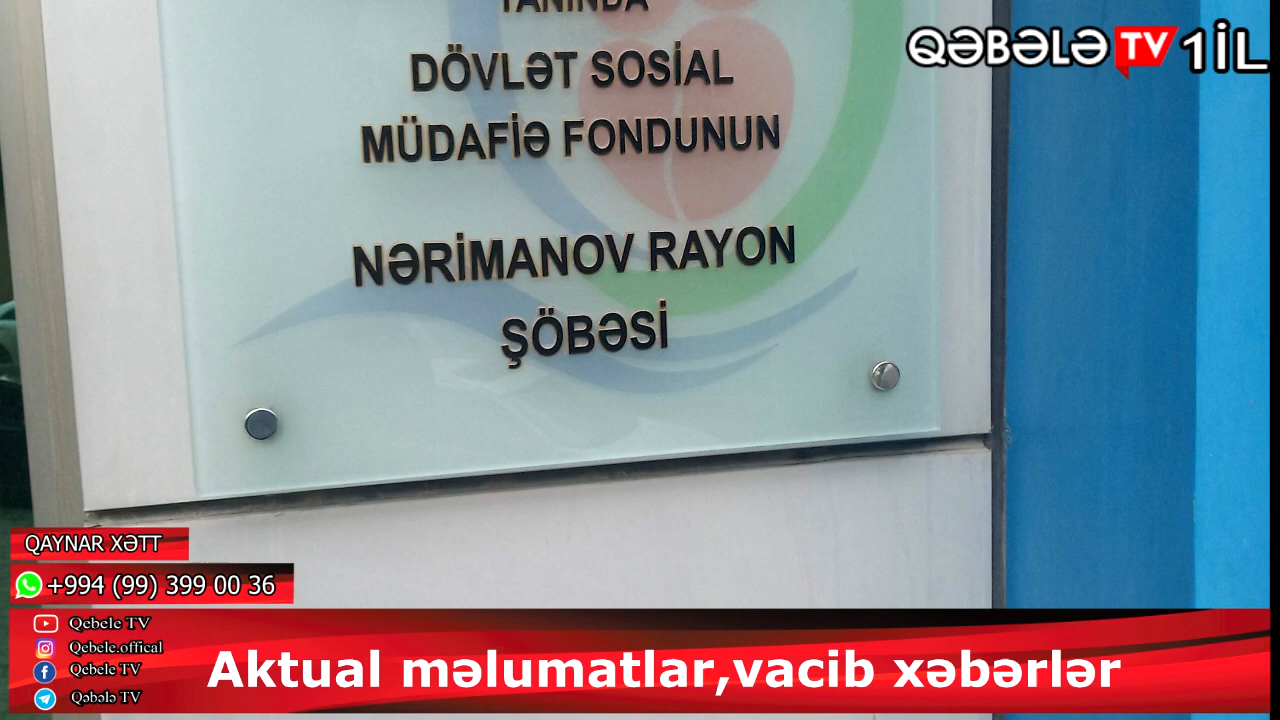 YANINDA
DÖVLƏT SOSİAL
MÜDAFİƏ FONDUNUN
NƏRİMANOV RAYON
ŞÖBƏSİ
QƏBƏLƏ TV 1İL
QAYNAR XƏTT
+994 (99) 399 00 36
Qebele TV
Qebele.offical
Qebele TV
Qəbələ TV
Aktual məlumatlar,vacib xəbərlər